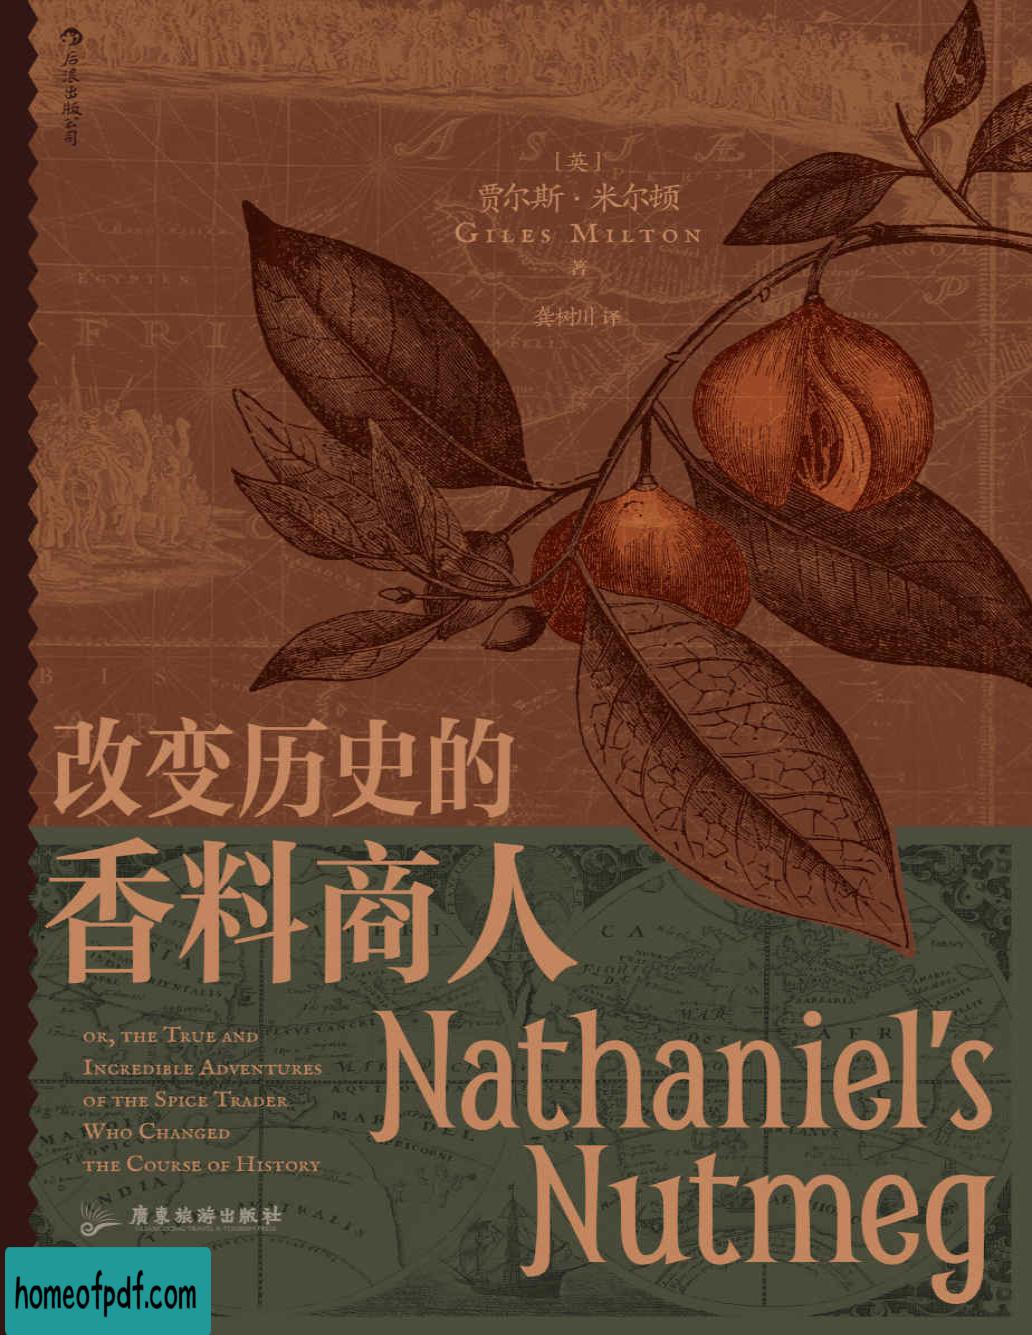 后浪出版公司
[英]
贾尔斯·米尔顿
GILES MILTON
著
龚树川 译
改变历史的
香料商人
OR, THE TRUE AND
INCREDIBLE ADVENTURES
OF THE SPICE TRADER
WHO CHANGED
THE COURSE OF HISTORY
Nathaniel's
Nutmeg
廣東旅游出版社
homeofpdf.com